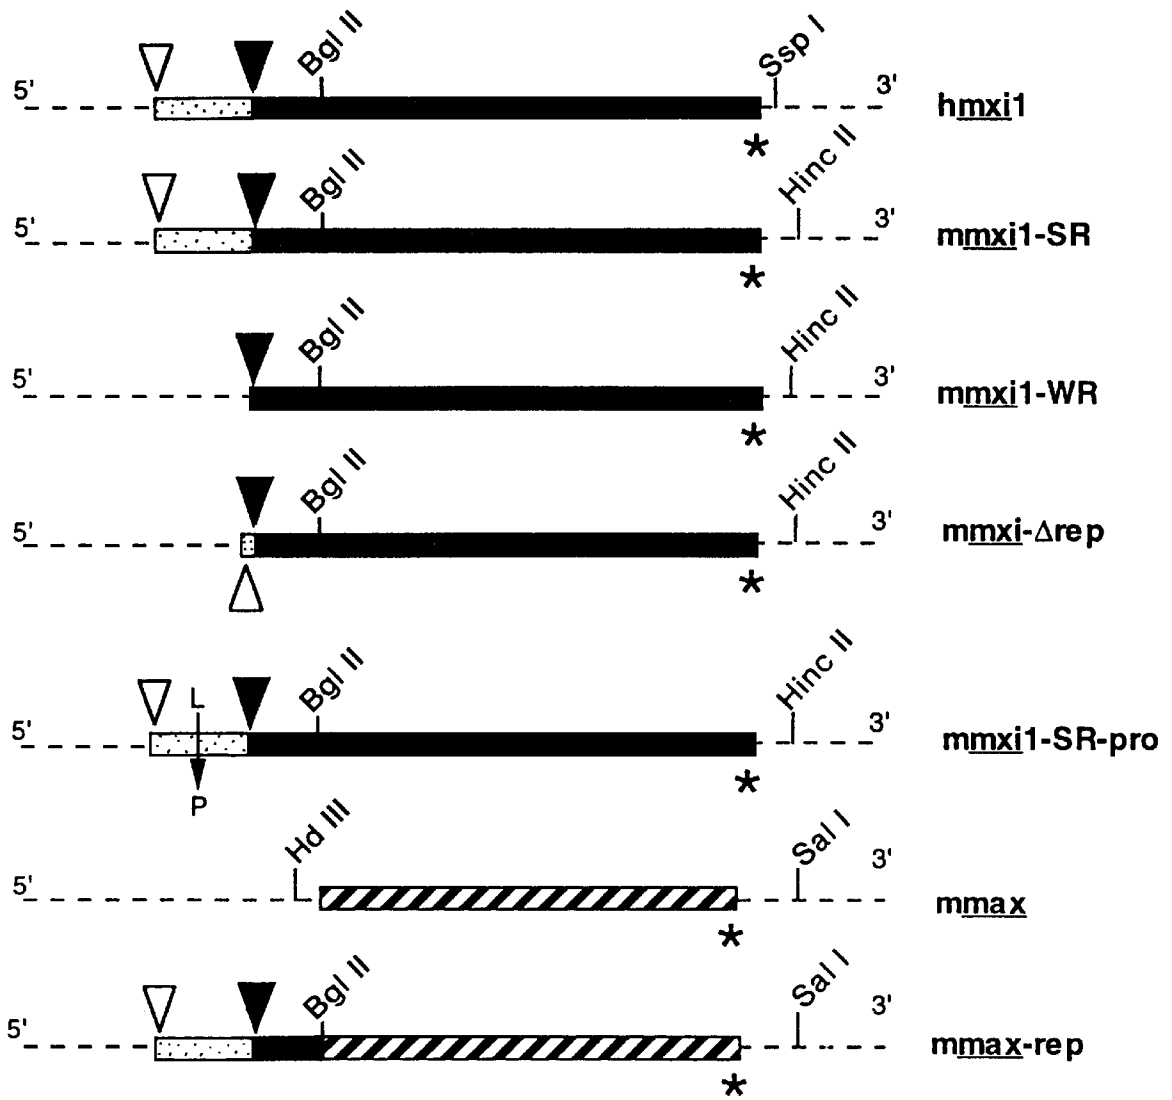 Bgl II
Ssp I
5'
3'
hmxi1
*
Bgl II
Hinc II
5'
3'
mmxi1-SR
*
Bgl II
Hinc II
5'
3'
mmxi1-WR
*
Bgl II
Hinc II
5'
3'
mmxi-Δrep
*
Bgl II
Hinc II
L
5'
3'
mmxi1-SR-pro
P
*
Hd III
Sal I
5'
3'
mmax
*
Bgl II
Sal I
5'
3'
mmax-rep
*